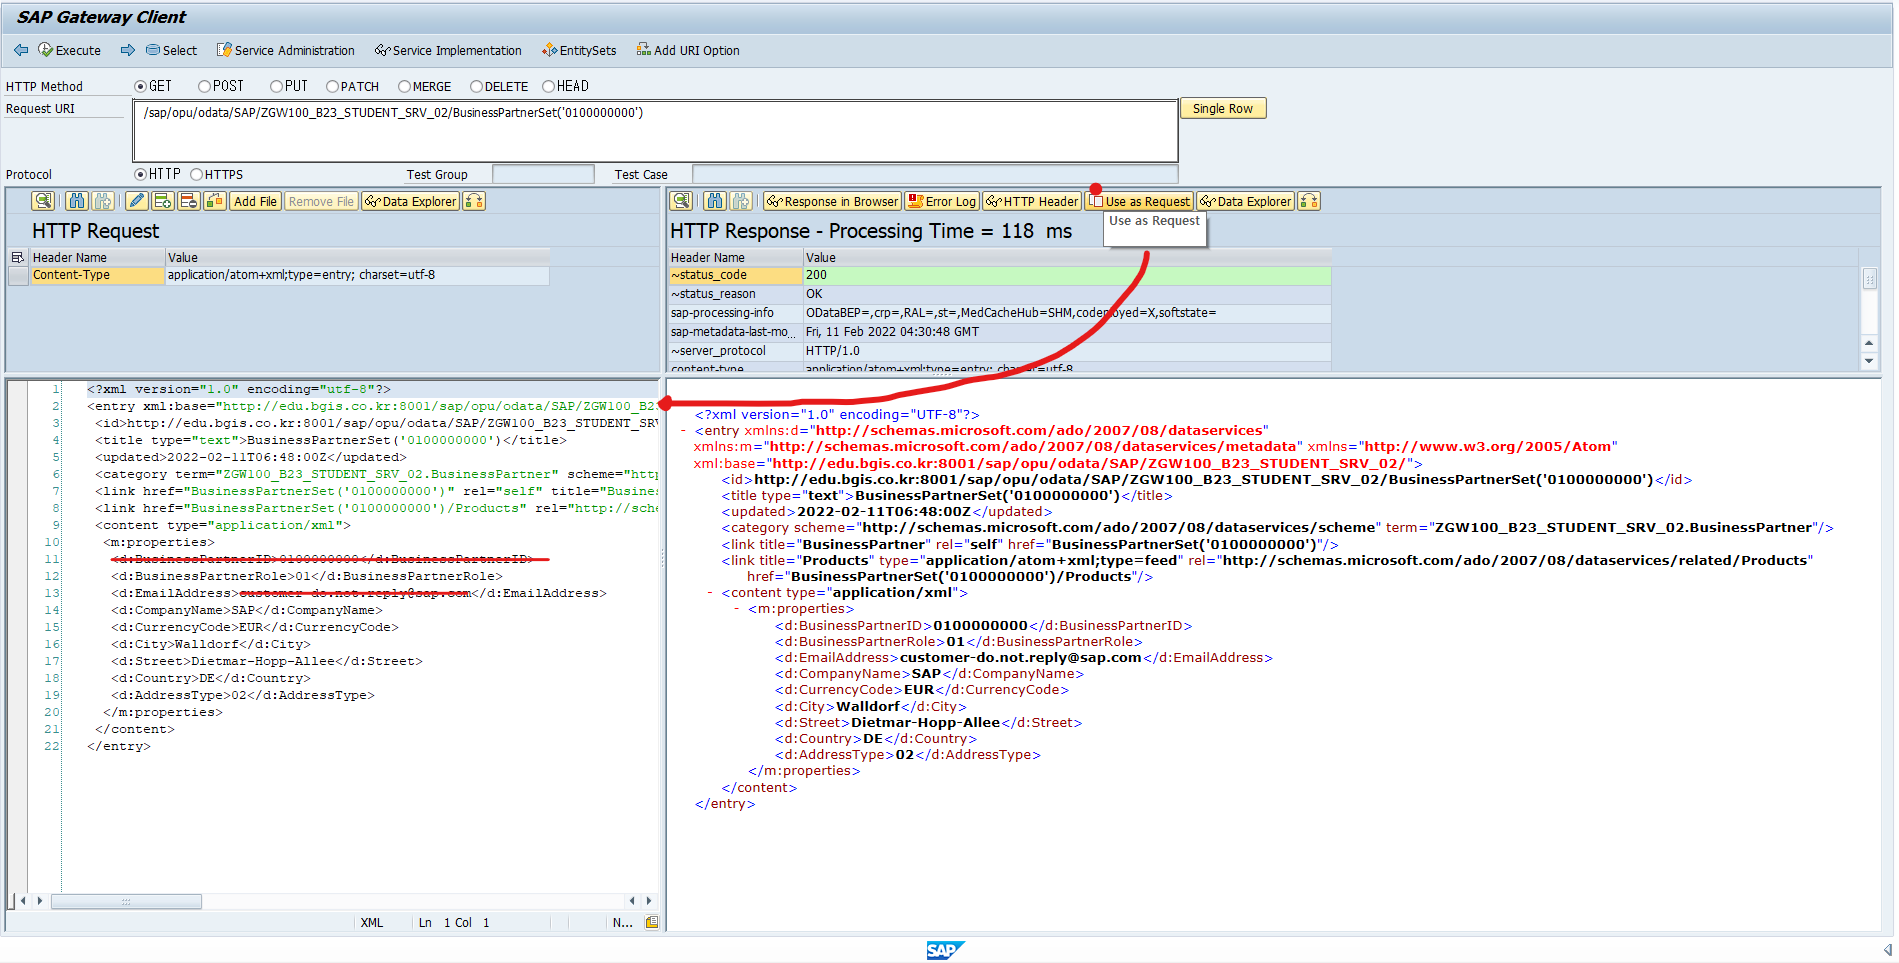 SAP Gateway Client
Execute Select Service Administration Service Implementation EntitySets Add URI Option
HTTP Method GET POST PUT PATCH MERGE DELETE HEAD
Request URI /sap/opu/odata/SAP/ZGW100_B23_STUDENT_SRV_02/BusinessPartnerSet('0100000000') Single Row
Protocol HTTP HTTPS Test Group Test Case
Add File Remove File Data Explorer
HTTP Request
Header Name Value
Content-Type application/atom+xml;type=entry; charset=utf-8
Response in Browser Error Log HTTP Header Use as Request Data Explorer
Use as Request
HTTP Response - Processing Time = 118 ms
Header Name Value
~status_code 200
~status_reason OK
sap-processing-info ODataBEP=,crp=,RAL=,st=,MedCacheHub=SHM,codeployed=X,softstate=
sap-metadata-last-mo... Fri, 11 Feb 2022 04:30:48 GMT
~server_protocol HTTP/1.0
content-type application/atom+xml;type=entry; charset=utf-8
1 <?xml version="1.0" encoding="utf-8"?>
2 <entry xml:base="http://edu.bgis.co.kr:8001/sap/opu/odata/SAP/ZGW100_B2
3 <id>http://edu.bgis.co.kr:8001/sap/opu/odata/SAP/ZGW100_B23_STUDENT_SRV
4 <title type="text">BusinessPartnerSet('0100000000')</title>
5 <updated>2022-02-11T06:48:00Z</updated>
6 <category term="ZGW100_B23_STUDENT_SRV_02.BusinessPartner" scheme="http
7 <link href="BusinessPartnerSet('0100000000')" rel="self" title="Busines
8 <link href="BusinessPartnerSet('0100000000')/Products" rel="http://sche
9 <content type="application/xml">
10 <m:properties>
11 <d:BusinessPartnerID>0100000000</d:BusinessPartnerID>
12 <d:BusinessPartnerRole>01</d:BusinessPartnerRole>
13 <d:EmailAddress>customer-do.not.reply@sap.com</d:EmailAddress>
14 <d:CompanyName>SAP</d:CompanyName>
15 <d:CurrencyCode>EUR</d:CurrencyCode>
16 <d:City>Walldorf</d:City>
17 <d:Street>Dietmar-Hopp-Allee</d:Street>
18 <d:Country>DE</d:Country>
19 <d:AddressType>02</d:AddressType>
20 </m:properties>
21 </content>
22 </entry>
XML Ln 1 Col 1 N...
<?xml version="1.0" encoding="UTF-8"?>
- <entry xmlns:d="http://schemas.microsoft.com/ado/2007/08/dataservices"
xmlns:m="http://schemas.microsoft.com/ado/2007/08/dataservices/metadata" xmlns="http://www.w3.org/2005/Atom"
xml:base="http://edu.bgis.co.kr:8001/sap/opu/odata/SAP/ZGW100_B23_STUDENT_SRV_02/">
<id>http://edu.bgis.co.kr:8001/sap/opu/odata/SAP/ZGW100_B23_STUDENT_SRV_02/BusinessPartnerSet('0100000000')</id>
<title type="text">BusinessPartnerSet('0100000000')</title>
<updated>2022-02-11T06:48:00Z</updated>
<category scheme="http://schemas.microsoft.com/ado/2007/08/dataservices/scheme" term="ZGW100_B23_STUDENT_SRV_02.BusinessPartner"/>
<link title="BusinessPartner" rel="self" href="BusinessPartnerSet('0100000000')"/>
<link title="Products" type="application/atom+xml;type=feed" rel="http://schemas.microsoft.com/ado/2007/08/dataservices/related/Products"
href="BusinessPartnerSet('0100000000')/Products"/>
- <content type="application/xml">
- <m:properties>
<d:BusinessPartnerID>0100000000</d:BusinessPartnerID>
<d:BusinessPartnerRole>01</d:BusinessPartnerRole>
<d:EmailAddress>customer-do.not.reply@sap.com</d:EmailAddress>
<d:CompanyName>SAP</d:CompanyName>
<d:CurrencyCode>EUR</d:CurrencyCode>
<d:City>Walldorf</d:City>
<d:Street>Dietmar-Hopp-Allee</d:Street>
<d:Country>DE</d:Country>
<d:AddressType>02</d:AddressType>
</m:properties>
</content>
</entry>
SAP